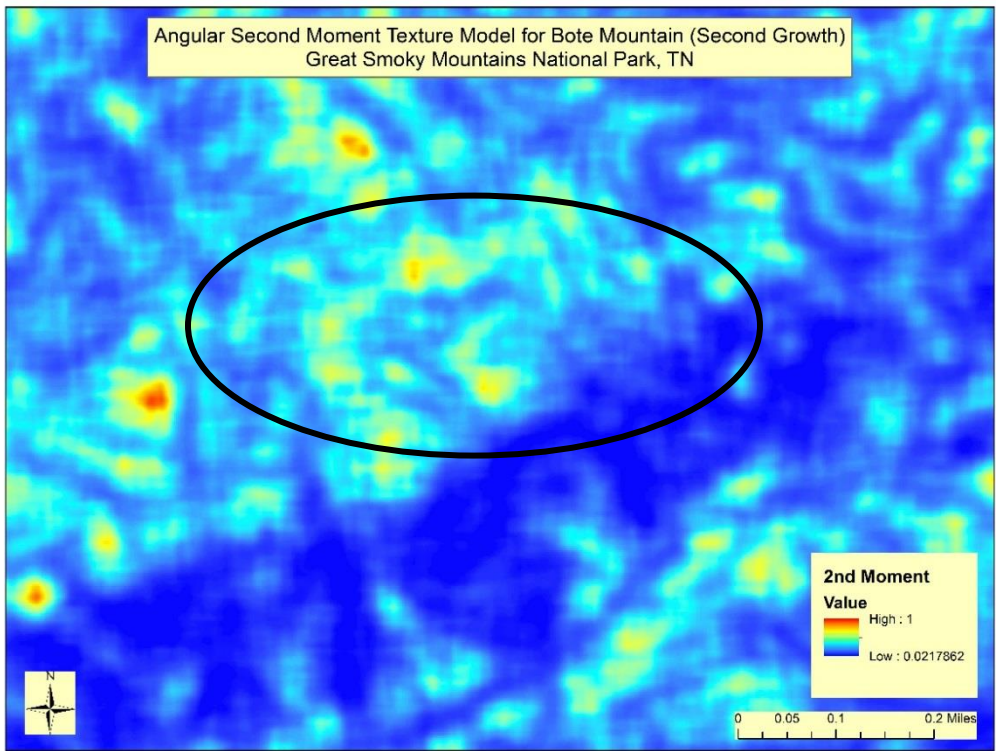 Angular Second Moment Texture Model for Bote Mountain (Second Growth)
Great Smoky Mountains National Park, TN
2nd Moment
Value
High : 1
Low : 0.0217862
N
0 0.05 0.1 0.2 Miles